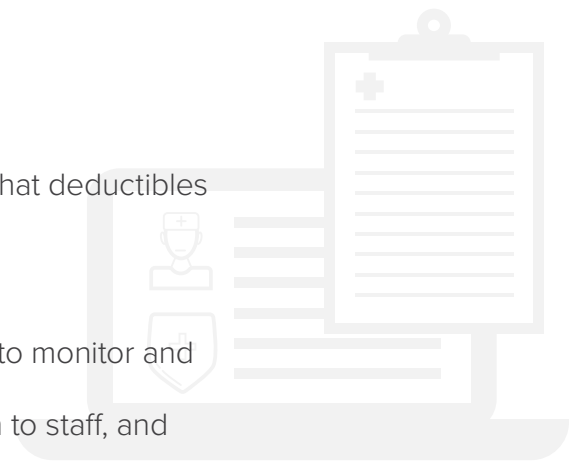 hat deductibles
to monitor and
to staff, and